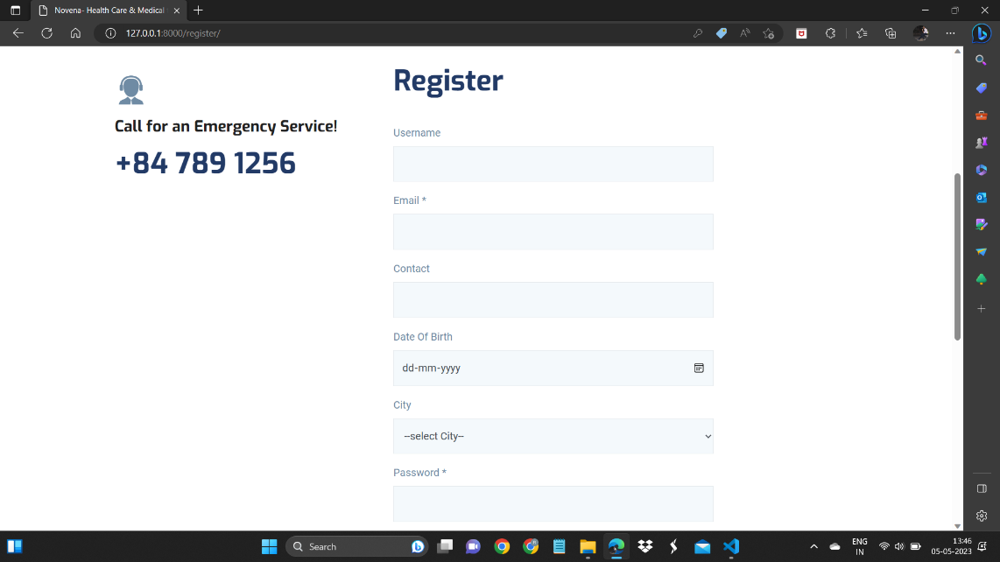 Novena- Health Care & Medical
127.0.0.1:8000/register/
Register
Call for an Emergency Service!
+84 789 1256
Username
Email *
Contact
Date Of Birth
dd-mm-yyyy
City
--select City--
Password *
Search
ENG
IN
13:46
05-05-2023